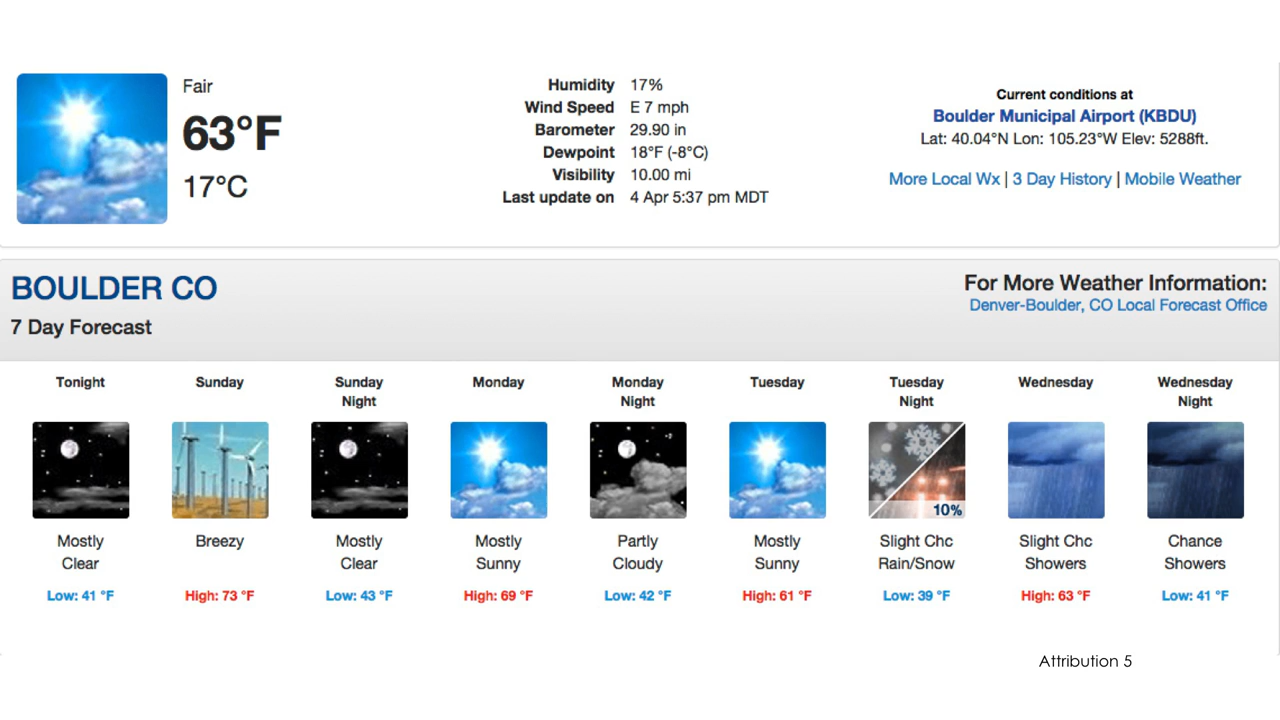 Fair
63°F
17°C
Humidity 17%
Wind Speed E 7 mph
Barometer 29.90 in
Dewpoint 18°F (-8°C)
Visibility 10.00 mi
Last update on 4 Apr 5:37 pm MDT
Current conditions at
Boulder Municipal Airport (KBDU)
Lat: 40.04°N Lon: 105.23°W Elev: 5288ft.
More Local Wx | 3 Day History | Mobile Weather
BOULDER CO
7 Day Forecast
For More Weather Information:
Denver-Boulder, CO Local Forecast Office
Tonight
Mostly
Clear
Low: 41 °F
Sunday
Breezy
High: 73 °F
Sunday
Night
Mostly
Clear
Low: 43 °F
Monday
Mostly
Sunny
High: 69 °F
Monday
Night
Partly
Cloudy
Low: 42 °F
Tuesday
Mostly
Sunny
High: 61 °F
Tuesday
Night
10%
Slight Chc
Rain/Snow
Low: 39 °F
Wednesday
Slight Chc
Showers
High: 63 °F
Wednesday
Night
Chance
Showers
Low: 41 °F
Attribution 5